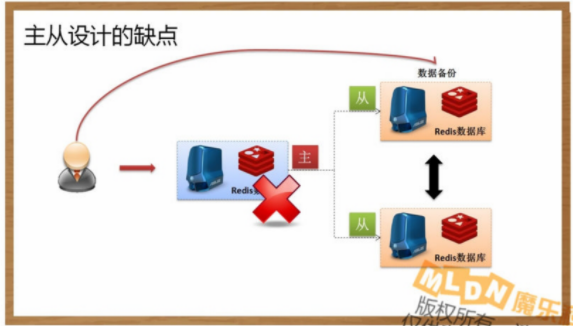 主从设计的缺点
数据备份
从
Redis数据库
主
Redis
从
Redis数据库
MLDN魔乐
版权所有